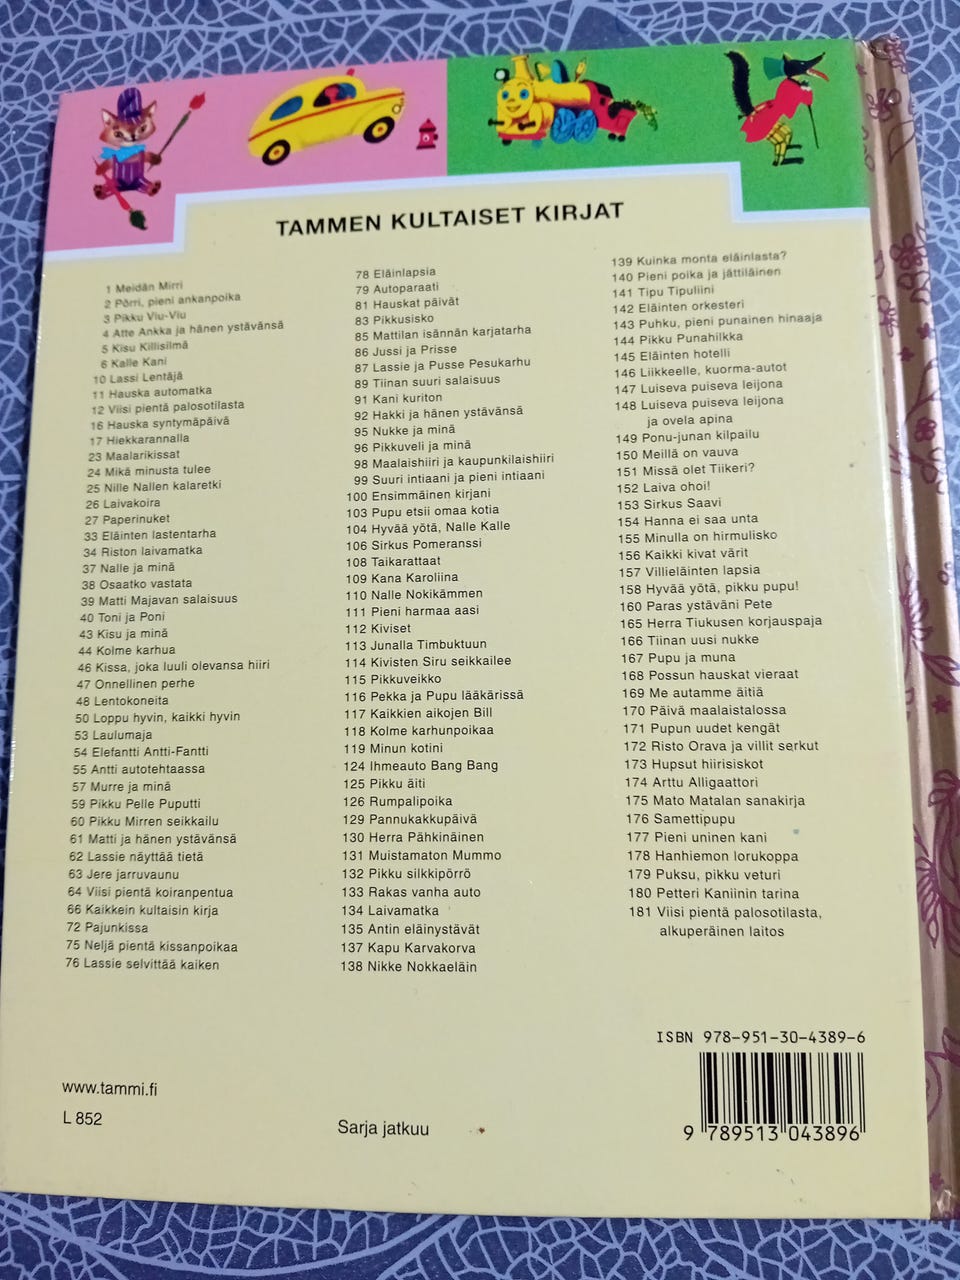 TAMMEN KULTAISET KIRJAT
1 Meidän Mirri
2 Pörri, pieni ankanpoika
3 Pikku Viu-Viu
4 Atte Ankka ja hänen ystävänsä
5 Kisu Killisilmä
6 Kalle Kani
10 Lassi Lentäjä
11 Hauska automatka
12 Viisi pientä palosotilasta
16 Hauska syntymäpäivä
17 Hiekkarannalla
23 Maalarikissat
24 Mikä minusta tulee
25 Nille Nallen kalaretki
26 Laivakoira
27 Paperinuket
33 Eläinten lastentarha
34 Riston laivamatka
37 Nalle ja minä
38 Osaatko vastata
39 Matti Majavan salaisuus
40 Toni ja Poni
43 Kisu ja minä
44 Kolme karhua
46 Kissa, joka luuli olevansa hiiri
47 Onnellinen perhe
48 Lentokoneita
50 Loppu hyvin, kaikki hyvin
53 Laulumaja
54 Elefantti Antti-Fantti
55 Antti autotehtaassa
57 Murre ja minä
59 Pikku Pelle Puputti
60 Pikku Mirren seikkailu
61 Matti ja hänen ystävänsä
62 Lassie näyttää tietä
63 Jere jarruvaunu
64 Viisi pientä koiranpentua
66 Kaikkein kultaisin kirja
72 Pajunkissa
75 Neljä pientä kissanpoikaa
76 Lassie selvittää kaiken
78 Eläinlapsia
79 Autoparaati
81 Hauskat päivät
83 Pikkusisko
85 Mattilan isännän karjatarha
86 Jussi ja Prisse
87 Lassie ja Pusse Pesukarhu
89 Tiinan suuri salaisuus
91 Kani kuriton
92 Hakki ja hänen ystävänsä
95 Nukke ja minä
96 Pikkuveli ja minä
98 Maalaishiiri ja kaupunkilaishiiri
99 Suuri intiaani ja pieni intiaani
100 Ensimmäinen kirjani
103 Pupu etsii omaa kotia
104 Hyvää yötä, Nalle Kalle
106 Sirkus Pomeranssi
108 Taikarattaat
109 Kana Karoliina
110 Nalle Nokikämmen
111 Pieni harmaa aasi
112 Kiviset
113 Junalla Timbuktuun
114 Kivisten Siru seikkailee
115 Pikkuveikko
116 Pekka ja Pupu lääkärissä
117 Kaikkien aikojen Bill
118 Kolme karhunpoikaa
119 Minun kotini
124 Ihmeauto Bang Bang
125 Pikku äiti
126 Rumpalipoika
129 Pannukakkupäivä
130 Herra Pähkinäinen
131 Muistamaton Mummo
132 Pikku silkkipörrö
133 Rakas vanha auto
134 Laivamatka
135 Antin eläinystävät
137 Kapu Karvakorva
138 Nikke Nokkaeläin
139 Kuinka monta eläinlasta?
140 Pieni poika ja jättiläinen
141 Tipu Tipuliini
142 Eläinten orkesteri
143 Puhku, pieni punainen hinaaja
144 Pikku Punahilkka
145 Eläinten hotelli
146 Liikkeelle, kuorma-autot
147 Luiseva puiseva leijona
148 Luiseva puiseva leijona
ja ovela apina
149 Ponu-junan kilpailu
150 Meillä on vauva
151 Missä olet Tiikeri?
152 Laiva ohoi!
153 Sirkus Saavi
154 Hanna ei saa unta
155 Minulla on hirmulisko
156 Kaikki kivat värit
157 Villieläinten lapsia
158 Hyvää yötä, pikku pupu!
160 Paras ystäväni Pete
165 Herra Tiukusen korjauspaja
166 Tiinan uusi nukke
167 Pupu ja muna
168 Possun hauskat vieraat
169 Me autamme äitiä
170 Päivä maalaistalossa
171 Pupun uudet kengät
172 Risto Orava ja villit serkut
173 Hupsut hiirisiskot
174 Arttu Alligaattori
175 Mato Matalan sanakirja
176 Samettipupu
177 Pieni uninen kani
178 Hanhiemon lorukoppa
179 Puksu, pikku veturi
180 Petteri Kaniinin tarina
181 Viisi pientä palosotilasta,
alkuperäinen laitos
ISBN 978-951-30-4389-6
9 789513 043896
www.tammi.fi
L 852
Sarja jatkuu